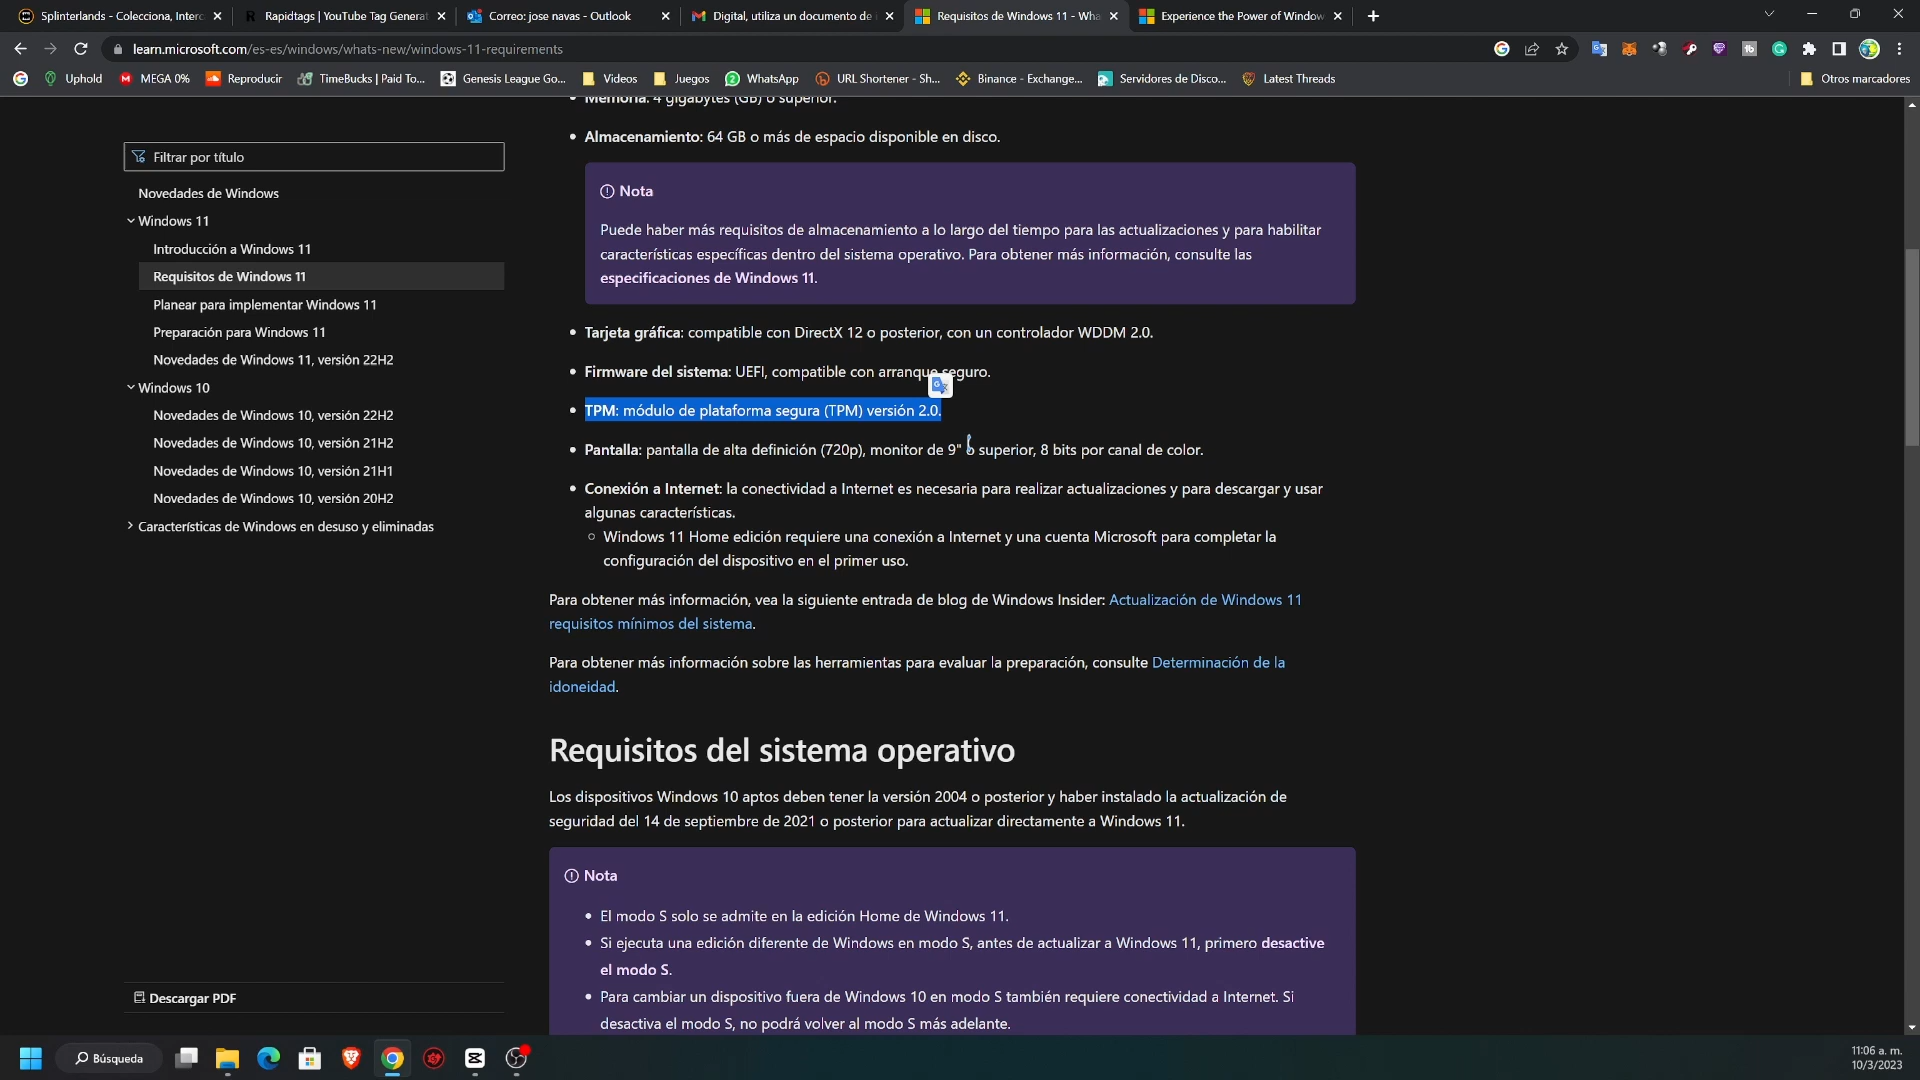 Splinterlands - Colecciona, Interc
Rapidtags | YouTube Tag Generat
Correo: jose navas - Outlook
Digital, utiliza un documento de
Requisitos de Windows 11 - Wha
Experience the Power of Window
learn.microsoft.com/es-es/windows/whats-new/windows-11-requirements
Uphold
MEGA 0%
Reproducir
TimeBucks | Paid To...
Genesis League Go...
Videos
Juegos
WhatsApp
URL Shortener - Sh...
Binance - Exchange...
Servidores de Disco...
Latest Threads
Otros marcadores
Filtrar por título
Novedades de Windows
Windows 11
Introducción a Windows 11
Requisitos de Windows 11
Planear para implementar Windows 11
Preparación para Windows 11
Novedades de Windows 11, versión 22H2
Windows 10
Novedades de Windows 10, versión 22H2
Novedades de Windows 10, versión 21H2
Novedades de Windows 10, versión 21H1
Novedades de Windows 10, versión 20H2
Características de Windows en desuso y eliminadas
Descargar PDF
Memoria: 4 gigabytes (GB) o superior.
Almacenamiento: 64 GB o más de espacio disponible en disco.
Nota
Puede haber más requisitos de almacenamiento a lo largo del tiempo para las actualizaciones y para habilitar
características específicas dentro del sistema operativo. Para obtener más información, consulte las
especificaciones de Windows 11.
Tarjeta gráfica: compatible con DirectX 12 o posterior, con un controlador WDDM 2.0.
Firmware del sistema: UEFI, compatible con arranque seguro.
TPM: módulo de plataforma segura (TPM) versión 2.0.
Pantalla: pantalla de alta definición (720p), monitor de 9" o superior, 8 bits por canal de color.
Conexión a Internet: la conectividad a Internet es necesaria para realizar actualizaciones y para descargar y usar
algunas características.
Windows 11 Home edición requiere una conexión a Internet y una cuenta Microsoft para completar la
configuración del dispositivo en el primer uso.
Para obtener más información, vea la siguiente entrada de blog de Windows Insider: Actualización de Windows 11
requisitos mínimos del sistema.
Para obtener más información sobre las herramientas para evaluar la preparación, consulte Determinación de la
idoneidad.
Requisitos del sistema operativo
Los dispositivos Windows 10 aptos deben tener la versión 2004 o posterior y haber instalado la actualización de
seguridad del 14 de septiembre de 2021 o posterior para actualizar directamente a Windows 11.
Nota
El modo S solo se admite en la edición Home de Windows 11.
Si ejecuta una edición diferente de Windows en modo S, antes de actualizar a Windows 11, primero desactive
el modo S.
Para cambiar un dispositivo fuera de Windows 10 en modo S también requiere conectividad a Internet. Si
desactiva el modo S, no podrá volver al modo S más adelante.
Búsqueda
11:06 a. m.
10/3/2023